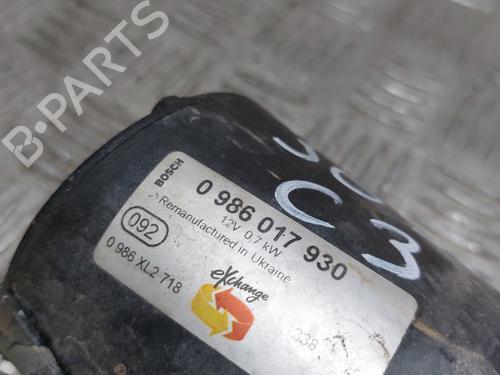 B-PARTS
BOSCH
0 986 017 930
12V 0,7 kW
Remanufactured in Ukraine
092
0 986 XL2 718
eXchange
338
C3